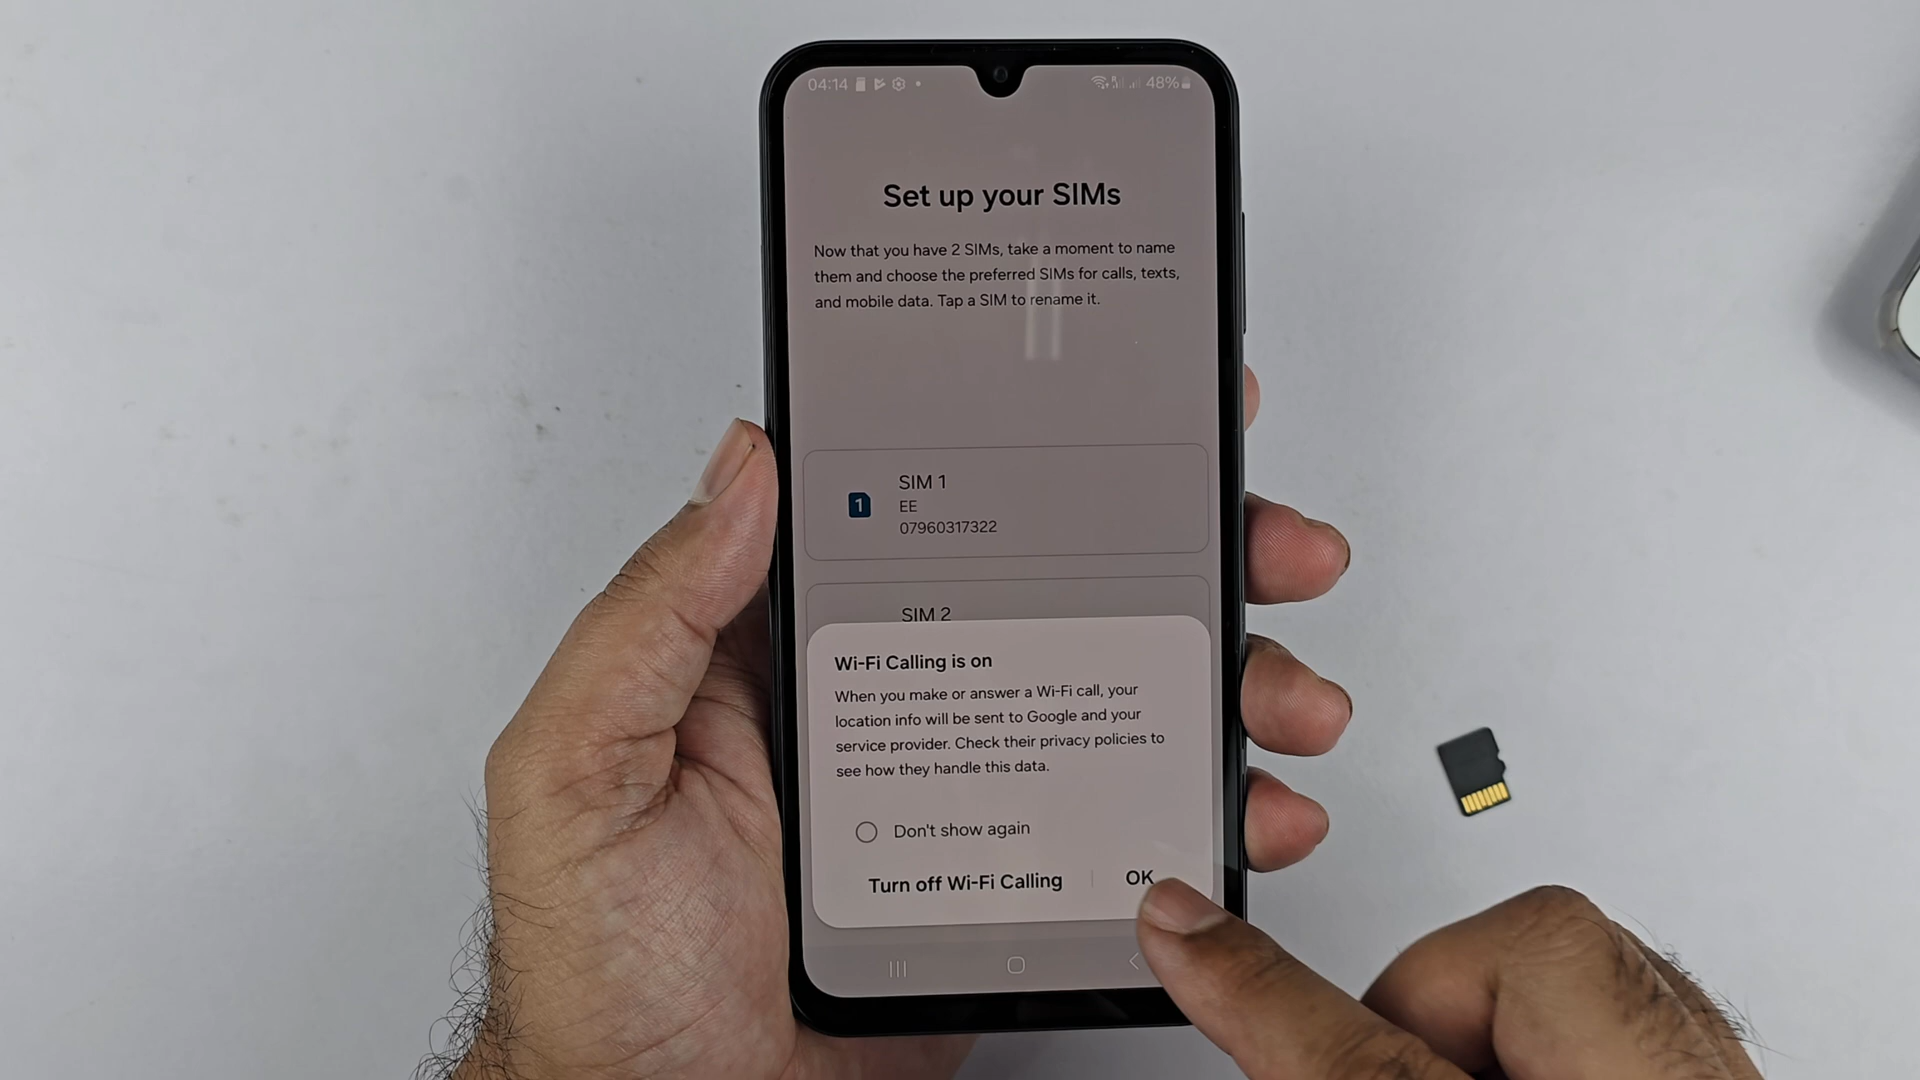 04:14
48%
Set up your SIMs
Now that you have 2 SIMs, take a moment to name
them and choose the preferred SIMs for calls, texts,
and mobile data. Tap a SIM to rename it.
1
SIM 1
EE
07960317322
SIM 2
Wi-Fi Calling is on
When you make or answer a Wi-Fi call, your
location info will be sent to Google and your
service provider. Check their privacy policies to
see how they handle this data.
Don't show again
Turn off Wi-Fi Calling
OK